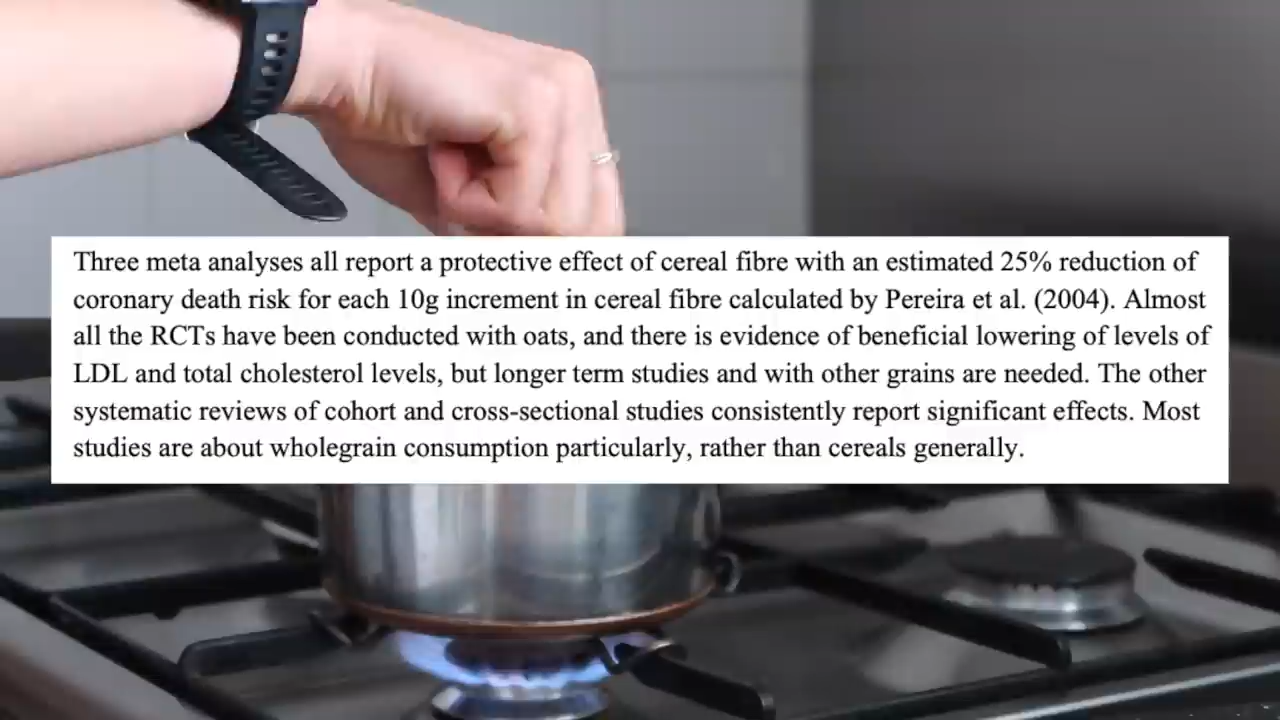 Three meta analyses all report a protective effect of cereal fibre with an estimated 25% reduction of
coronary death risk for each 10g increment in cereal fibre calculated by Pereira et al. (2004). Almost
all the RCTs have been conducted with oats, and there is evidence of beneficial lowering of levels of
LDL and total cholesterol levels, but longer term studies and with other grains are needed. The other
systematic reviews of cohort and cross-sectional studies consistently report significant effects. Most
studies are about wholegrain consumption particularly, rather than cereals generally.